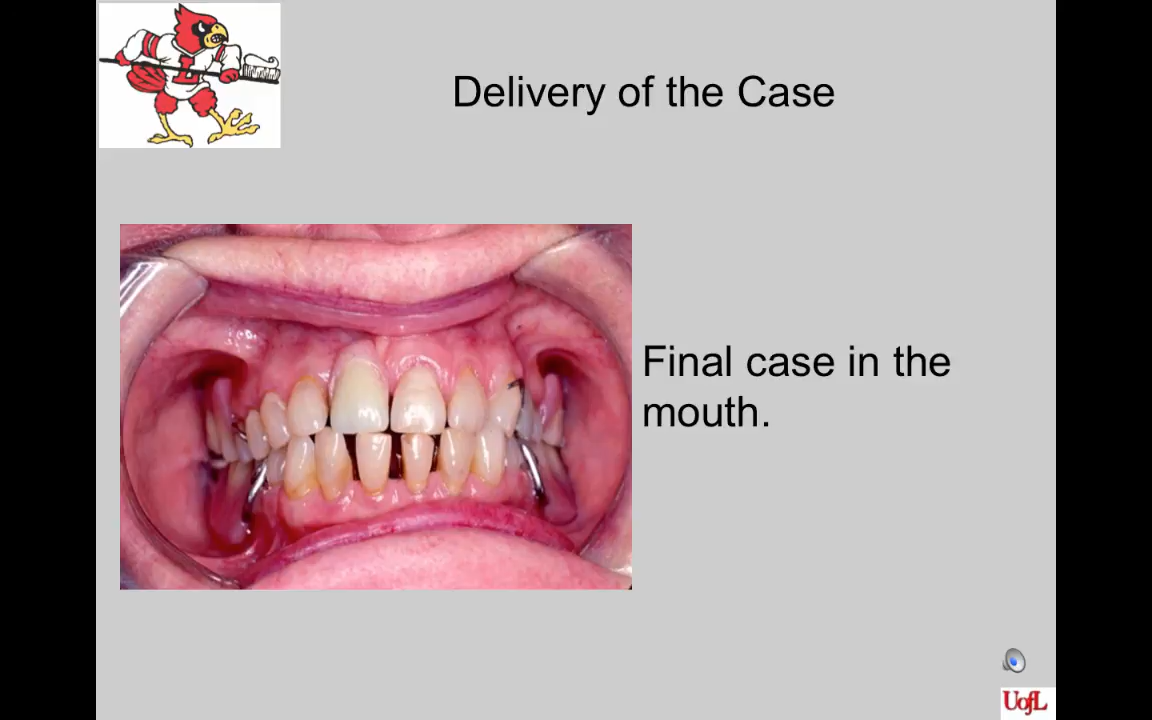 Delivery of the Case
Final case in the
mouth.
UofL